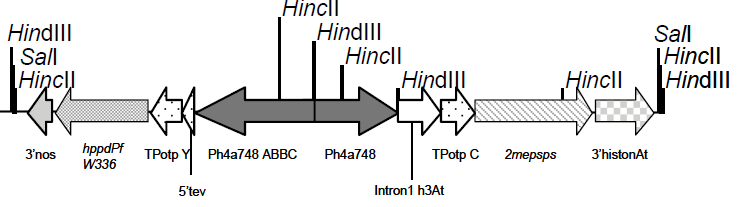 HincII
HindIII
HincII
HindIII
SalI
HincII
HindIII
HincII
SalI
HincII
HindIII
3'nos
hppdPf
W336
TPotp Y
5'tev
Ph4a748 ABBC
Ph4a748
Intron1 h3At
TPotp C
2mepsps
3'histonAt